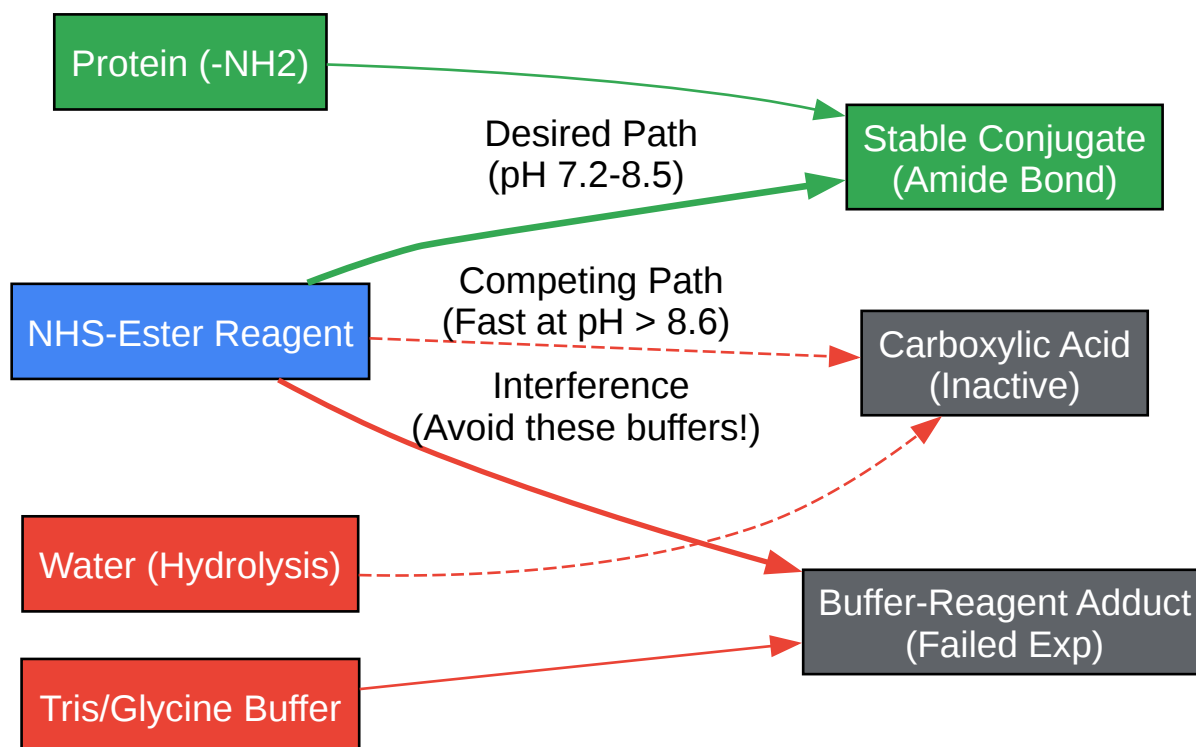 Protein (-NH2)
Desired Path
(pH 7.2-8.5)
Stable Conjugate
(Amide Bond)
NHS-Ester Reagent
Competing Path
(Fast at pH > 8.6)
Carboxylic Acid
(Inactive)
Interference
(Avoid these buffers!)
Water (Hydrolysis)
Buffer-Reagent Adduct
(Failed Exp)
Tris/Glycine Buffer